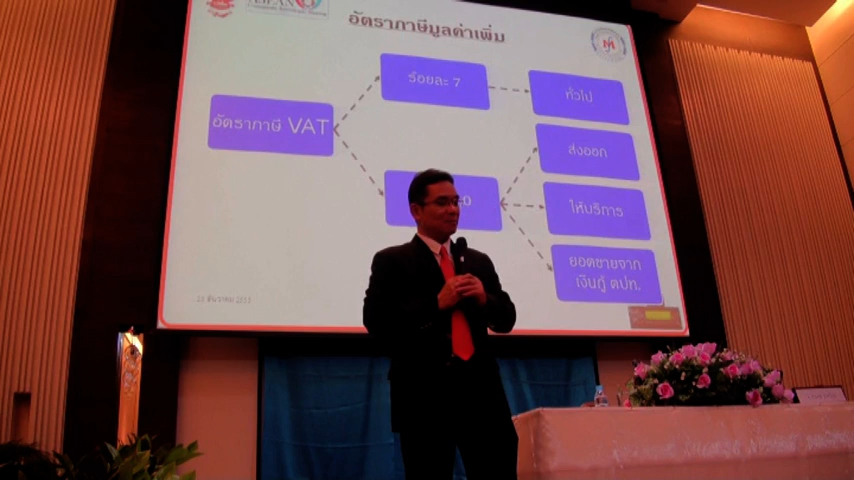 อัตราภาษีมูลค่าเพิ่ม
อัตราภาษี VAT
ร้อยละ 7
ทั่วไป
ส่งออก
ให้บริการ
ยอดขายจาก
เงินกู้ ตปท.